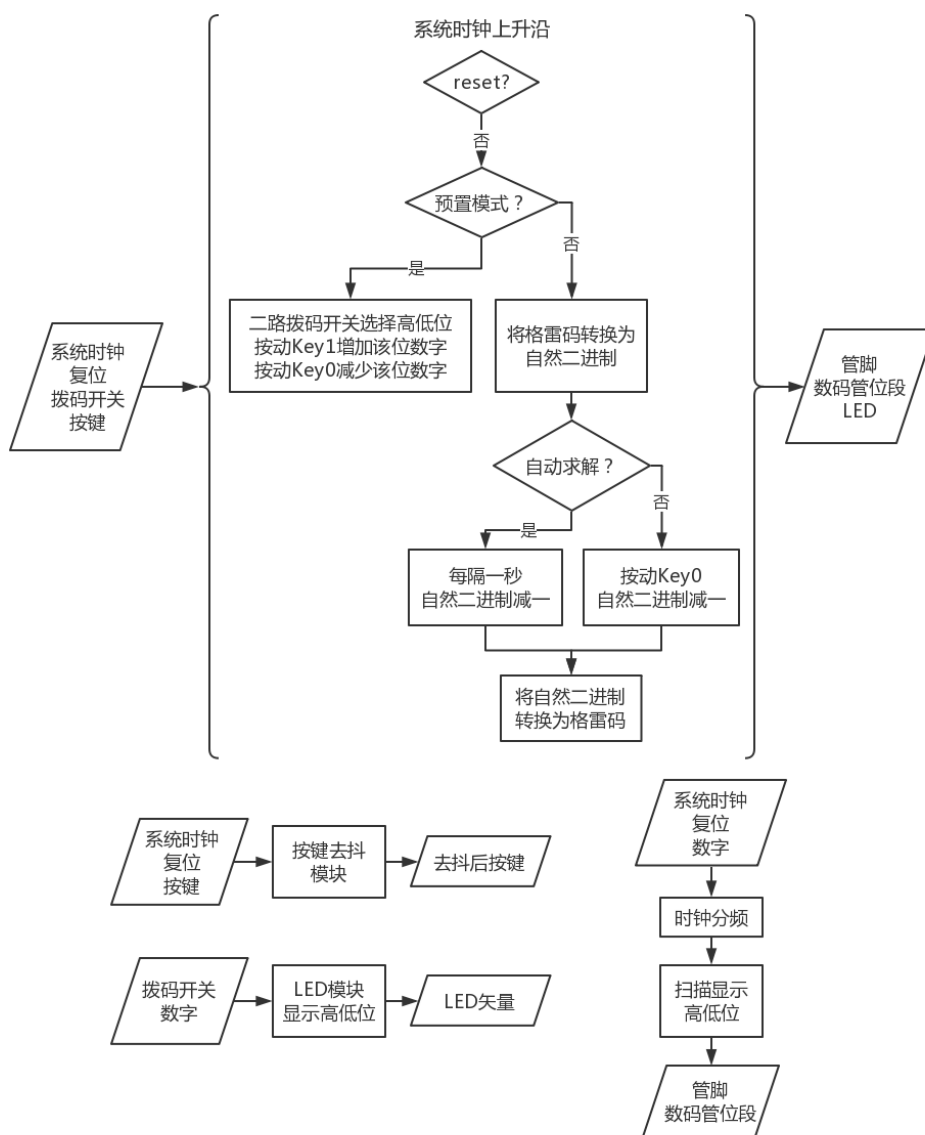 系统时钟上升沿
reset?
否
预置模式？
是
否
二路拨码开关选择高低位
按动Key1增加该位数字
按动Key0减少该位数字
将格雷码转换为
自然二进制
系统时钟
复位
拨码开关
按键
管脚
数码管位段
LED
自动求解？
是
否
每隔一秒
自然二进制减一
按动Key0
自然二进制减一
将自然二进制
转换为格雷码
系统时钟
复位
按键
按键去抖
模块
去抖后按键
拨码开关
数字
LED模块
显示高低位
LED矢量
系统时钟
复位
数字
时钟分频
扫描显示
高低位
管脚
数码管位段